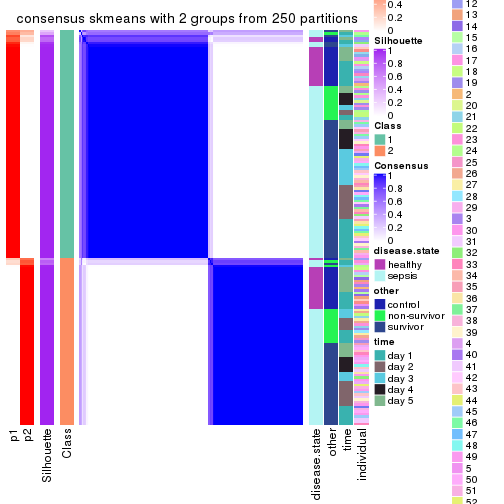 consensus skmeans with 2 groups from 250 partitions
p1
p2
Silhouette
Class
disease.state
other
time
individual
0.4
0.2
0
Silhouette
1
0.8
0.6
0.4
0.2
0
Class
1
2
Consensus
1
0.8
0.6
0.4
0.2
0
disease.state
healthy
sepsis
other
control
non-survivor
survivor
time
day 1
day 2
day 3
day 4
day 5
12
13
14
15
16
17
18
19
2
20
21
22
23
24
25
26
27
28
29
3
30
31
32
33
34
35
36
37
38
39
4
40
41
42
43
44
45
46
47
48
49
5
50
51
52